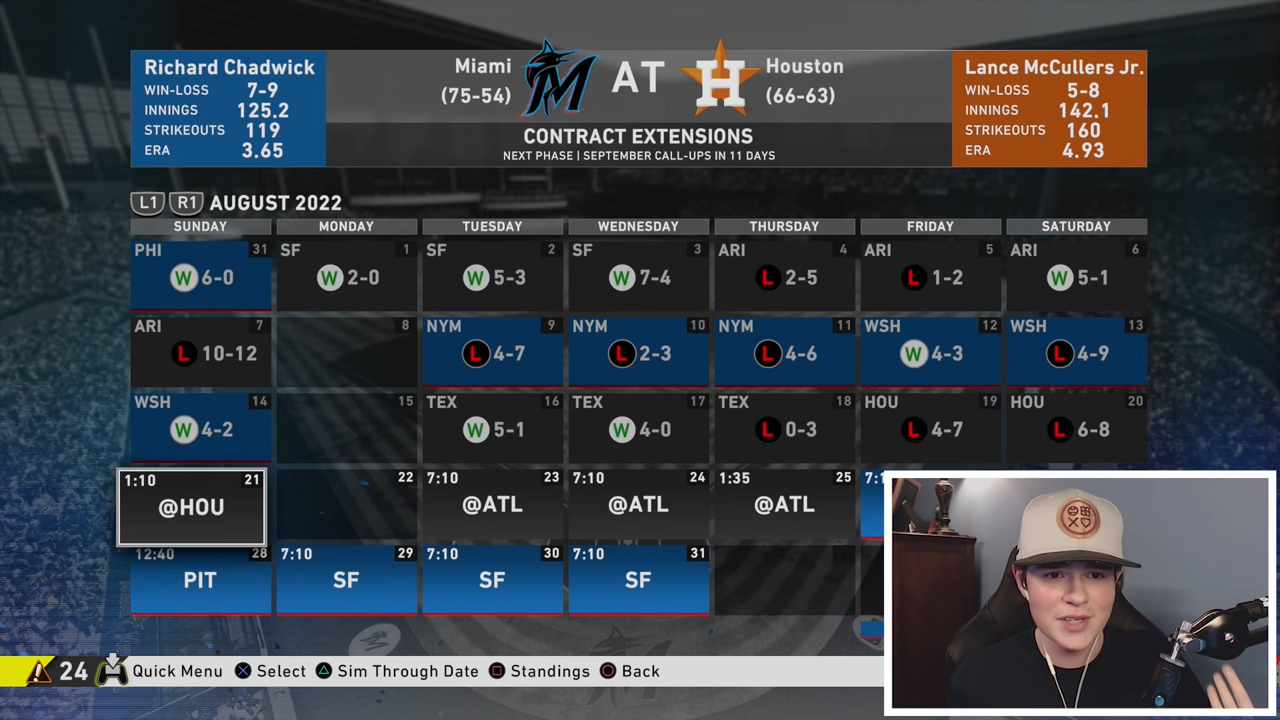 Richard Chadwick
WIN-LOSS 7-9
INNINGS 125.2
STRIKEOUTS 119
ERA 3.65
Miami
(75-54)
AT
Houston
(66-63)
CONTRACT EXTENSIONS
NEXT PHASE | SEPTEMBER CALL-UPS IN 11 DAYS
Lance McCullers Jr.
WIN-LOSS 5-8
INNINGS 142.1
STRIKEOUTS 160
ERA 4.93
L1 R1 AUGUST 2022
SUNDAY MONDAY TUESDAY WEDNESDAY THURSDAY FRIDAY SATURDAY
PHI 31 SF 1 SF 2 SF 3 ARI 4 ARI 5 ARI 6
W 6-0 W 2-0 W 5-3 W 7-4 L 2-5 L 1-2 W 5-1
ARI 7 8 NYM 9 NYM 10 NYM 11 WSH 12 WSH 13
L 10-12 L 4-7 L 2-3 L 4-6 W 4-3 L 4-9
WSH 14 15 TEX 16 TEX 17 TEX 18 HOU 19 HOU 20
W 4-2 W 5-1 W 4-0 L 0-3 L 4-7 L 6-8
1:10 21 22 7:10 23 7:10 24 1:35 25
@HOU @ATL @ATL @ATL
12:40 28 7:10 29 7:10 30 7:10 31
PIT SF SF SF
24 Quick Menu Select Sim Through Date Standings Back